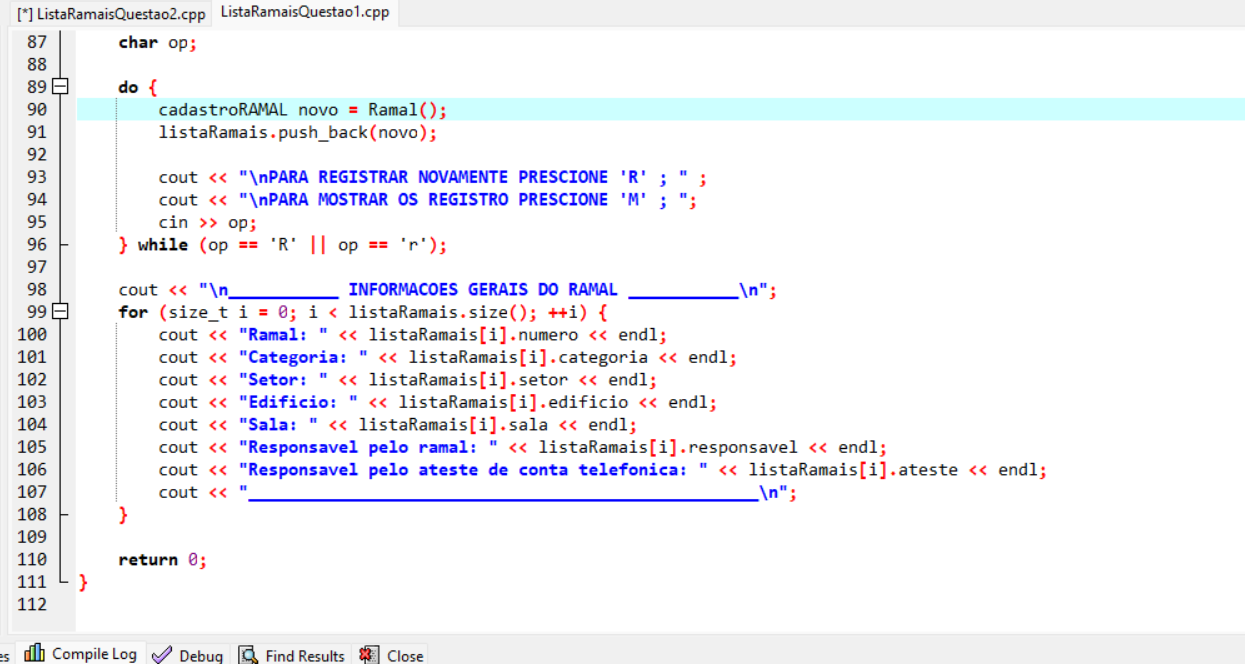 [*] ListaRamaisQuestao2.cpp ListaRamaisQuestao1.cpp
87 char op;
88
89 do {
90 cadastroRAMAL novo = Ramal();
91 listaRamais.push_back(novo);
92
93 cout << "\nPARA REGISTRAR NOVAMENTE PRESCIONE 'R' ; " ;
94 cout << "\nPARA MOSTRAR OS REGISTRO PRESCIONE 'M' ; ";
95 cin >> op;
96 } while (op == 'R' || op == 'r');
97
98 cout << "\n___________ INFORMACOES GERAIS DO RAMAL ___________\n";
99 for (size_t i = 0; i < listaRamais.size(); ++i) {
100 cout << "Ramal: " << listaRamais[i].numero << endl;
101 cout << "Categoria: " << listaRamais[i].categoria << endl;
102 cout << "Setor: " << listaRamais[i].setor << endl;
103 cout << "Edificio: " << listaRamais[i].edificio << endl;
104 cout << "Sala: " << listaRamais[i].sala << endl;
105 cout << "Responsavel pelo ramal: " << listaRamais[i].responsavel << endl;
106 cout << "Responsavel pelo ateste de conta telefonica: " << listaRamais[i].ateste << endl;
107 cout << "___________________________________________________\n";
108 }
109
110 return 0;
111 }
112
es Compile Log Debug Find Results Close